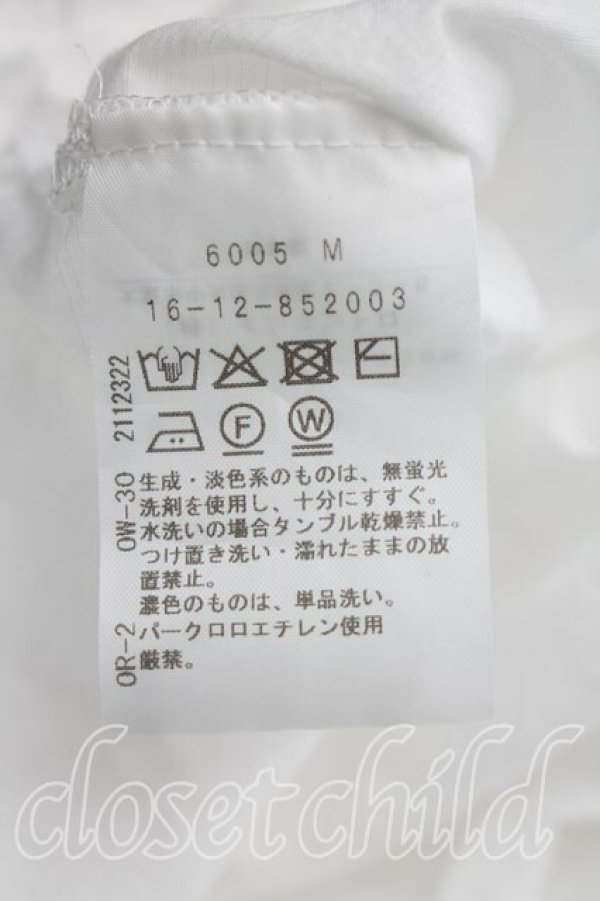 6005 M
16-12-852003
F
W
2112322
OW-30
OR-2
生成・淡色系のものは、無蛍光
洗剤を使用し、十分にすすぐ。
水洗いの場合タンブル乾燥禁止。
つけ置き洗い・濡れたままの放
置禁止。
濃色のものは、単品洗い。
パークロロエチレン使用
厳禁。
closetchild